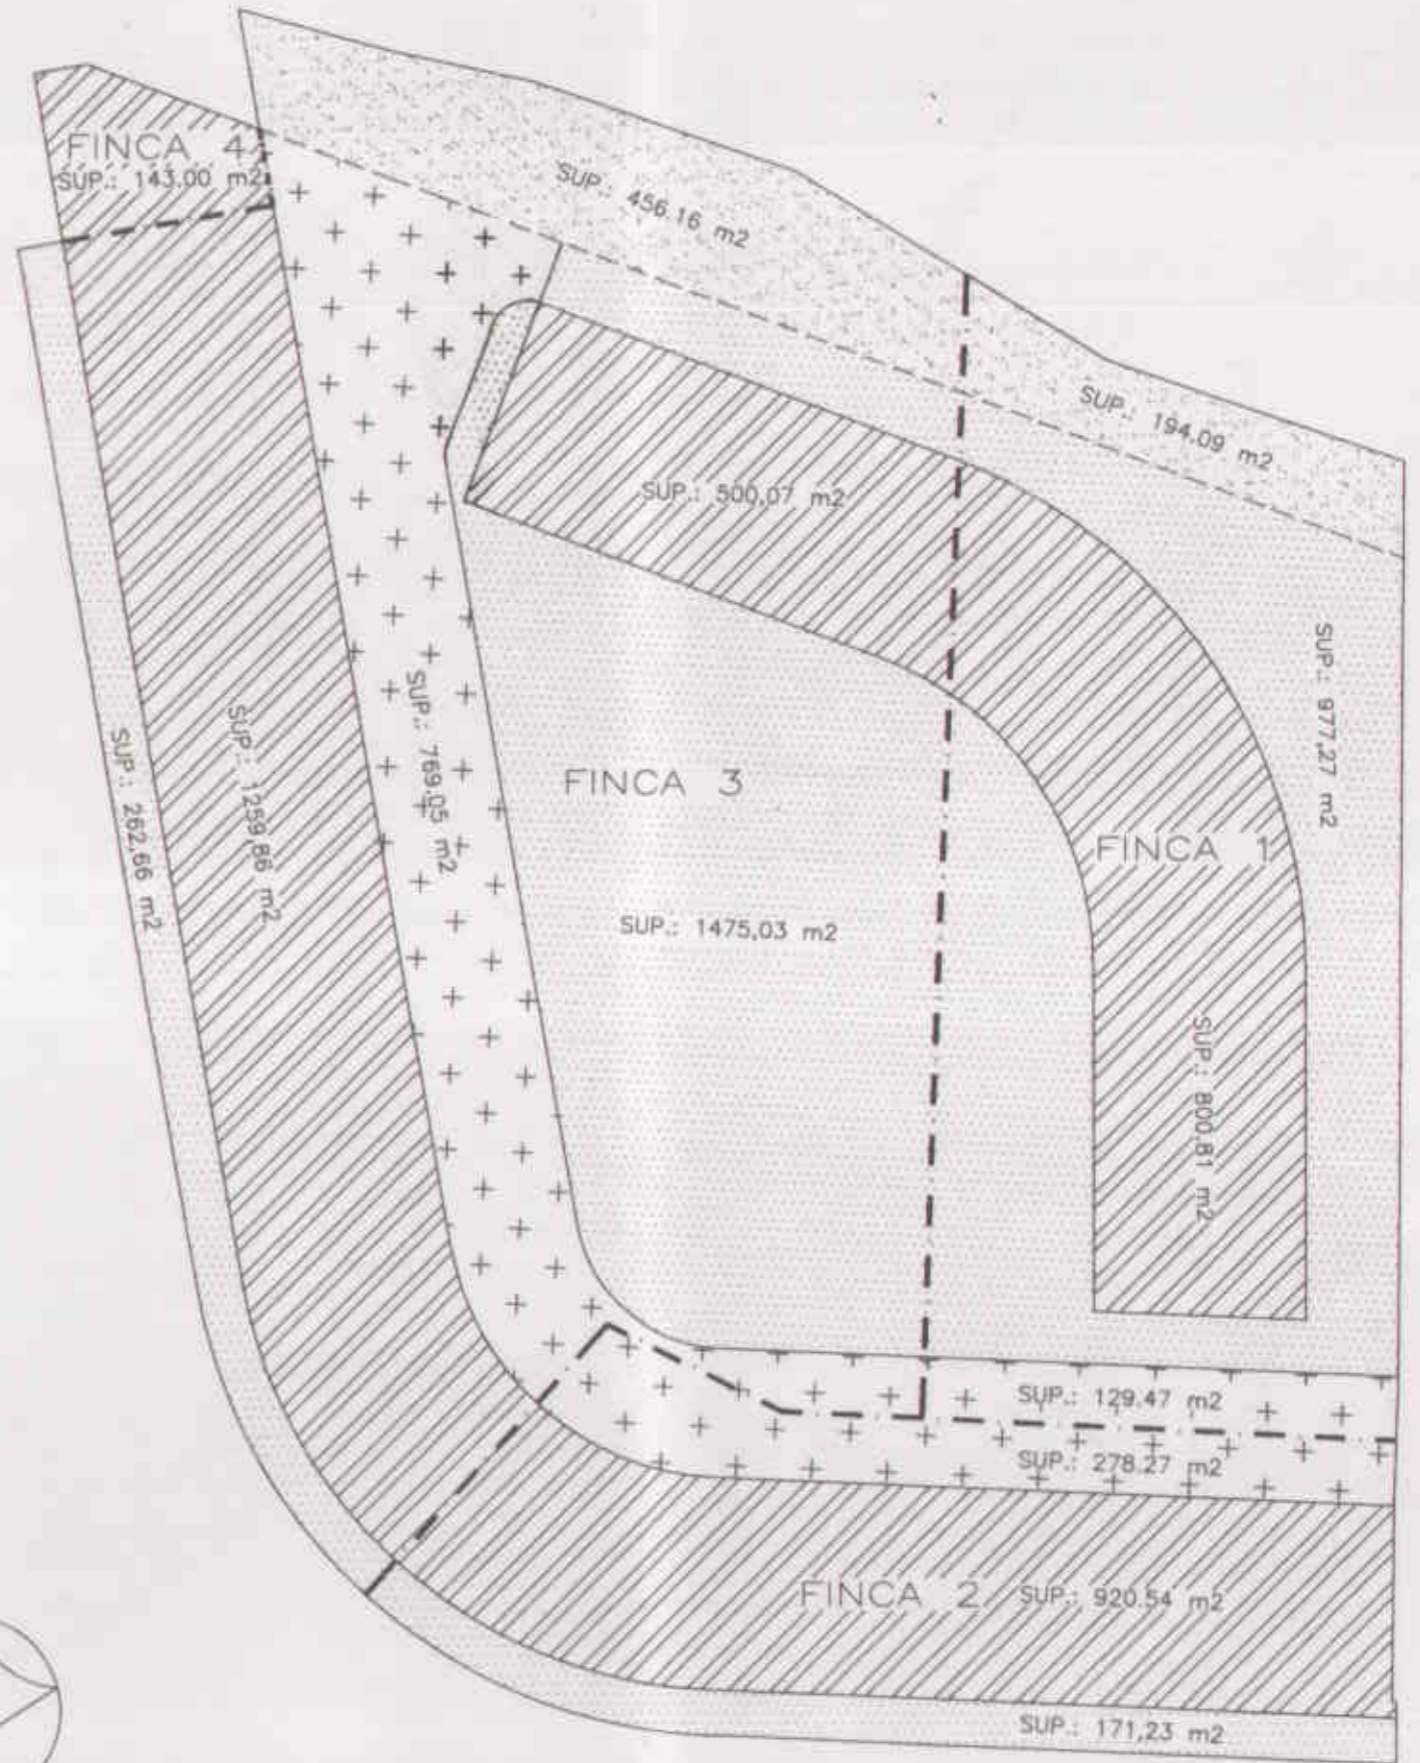 FINCA 4
SUP.: 143.00 m2
SUP.: 456.16 m2
SUP.: 194.09 m2
SUP.: 500,07 m2
SUP.: 977,27 m2
SUP.: 262,66 m2
SUP.: 1259,86 m2
SUP.: 769.05 m2
FINCA 3
FINCA 1
SUP.: 1475,03 m2
SUP.: 800.81 m2
SUP.: 129.47 m2
SUP.: 278.27 m2
FINCA 2 SUP.: 920.54 m2
SUP.: 171,23 m2